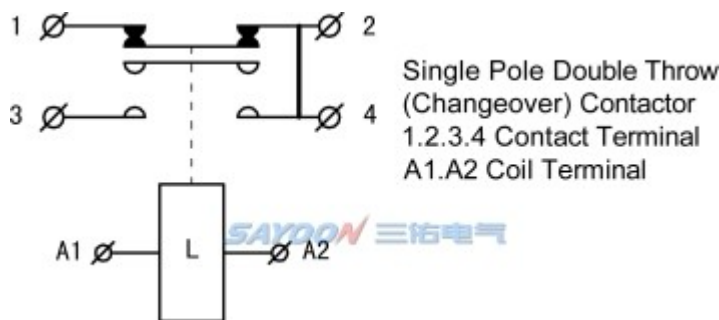 1
2
3
4
Single Pole Double Throw
(Changeover) Contactor
1.2.3.4 Contact Terminal
A1.A2 Coil Terminal
SAYOON 三佑电气
A1
L
A2